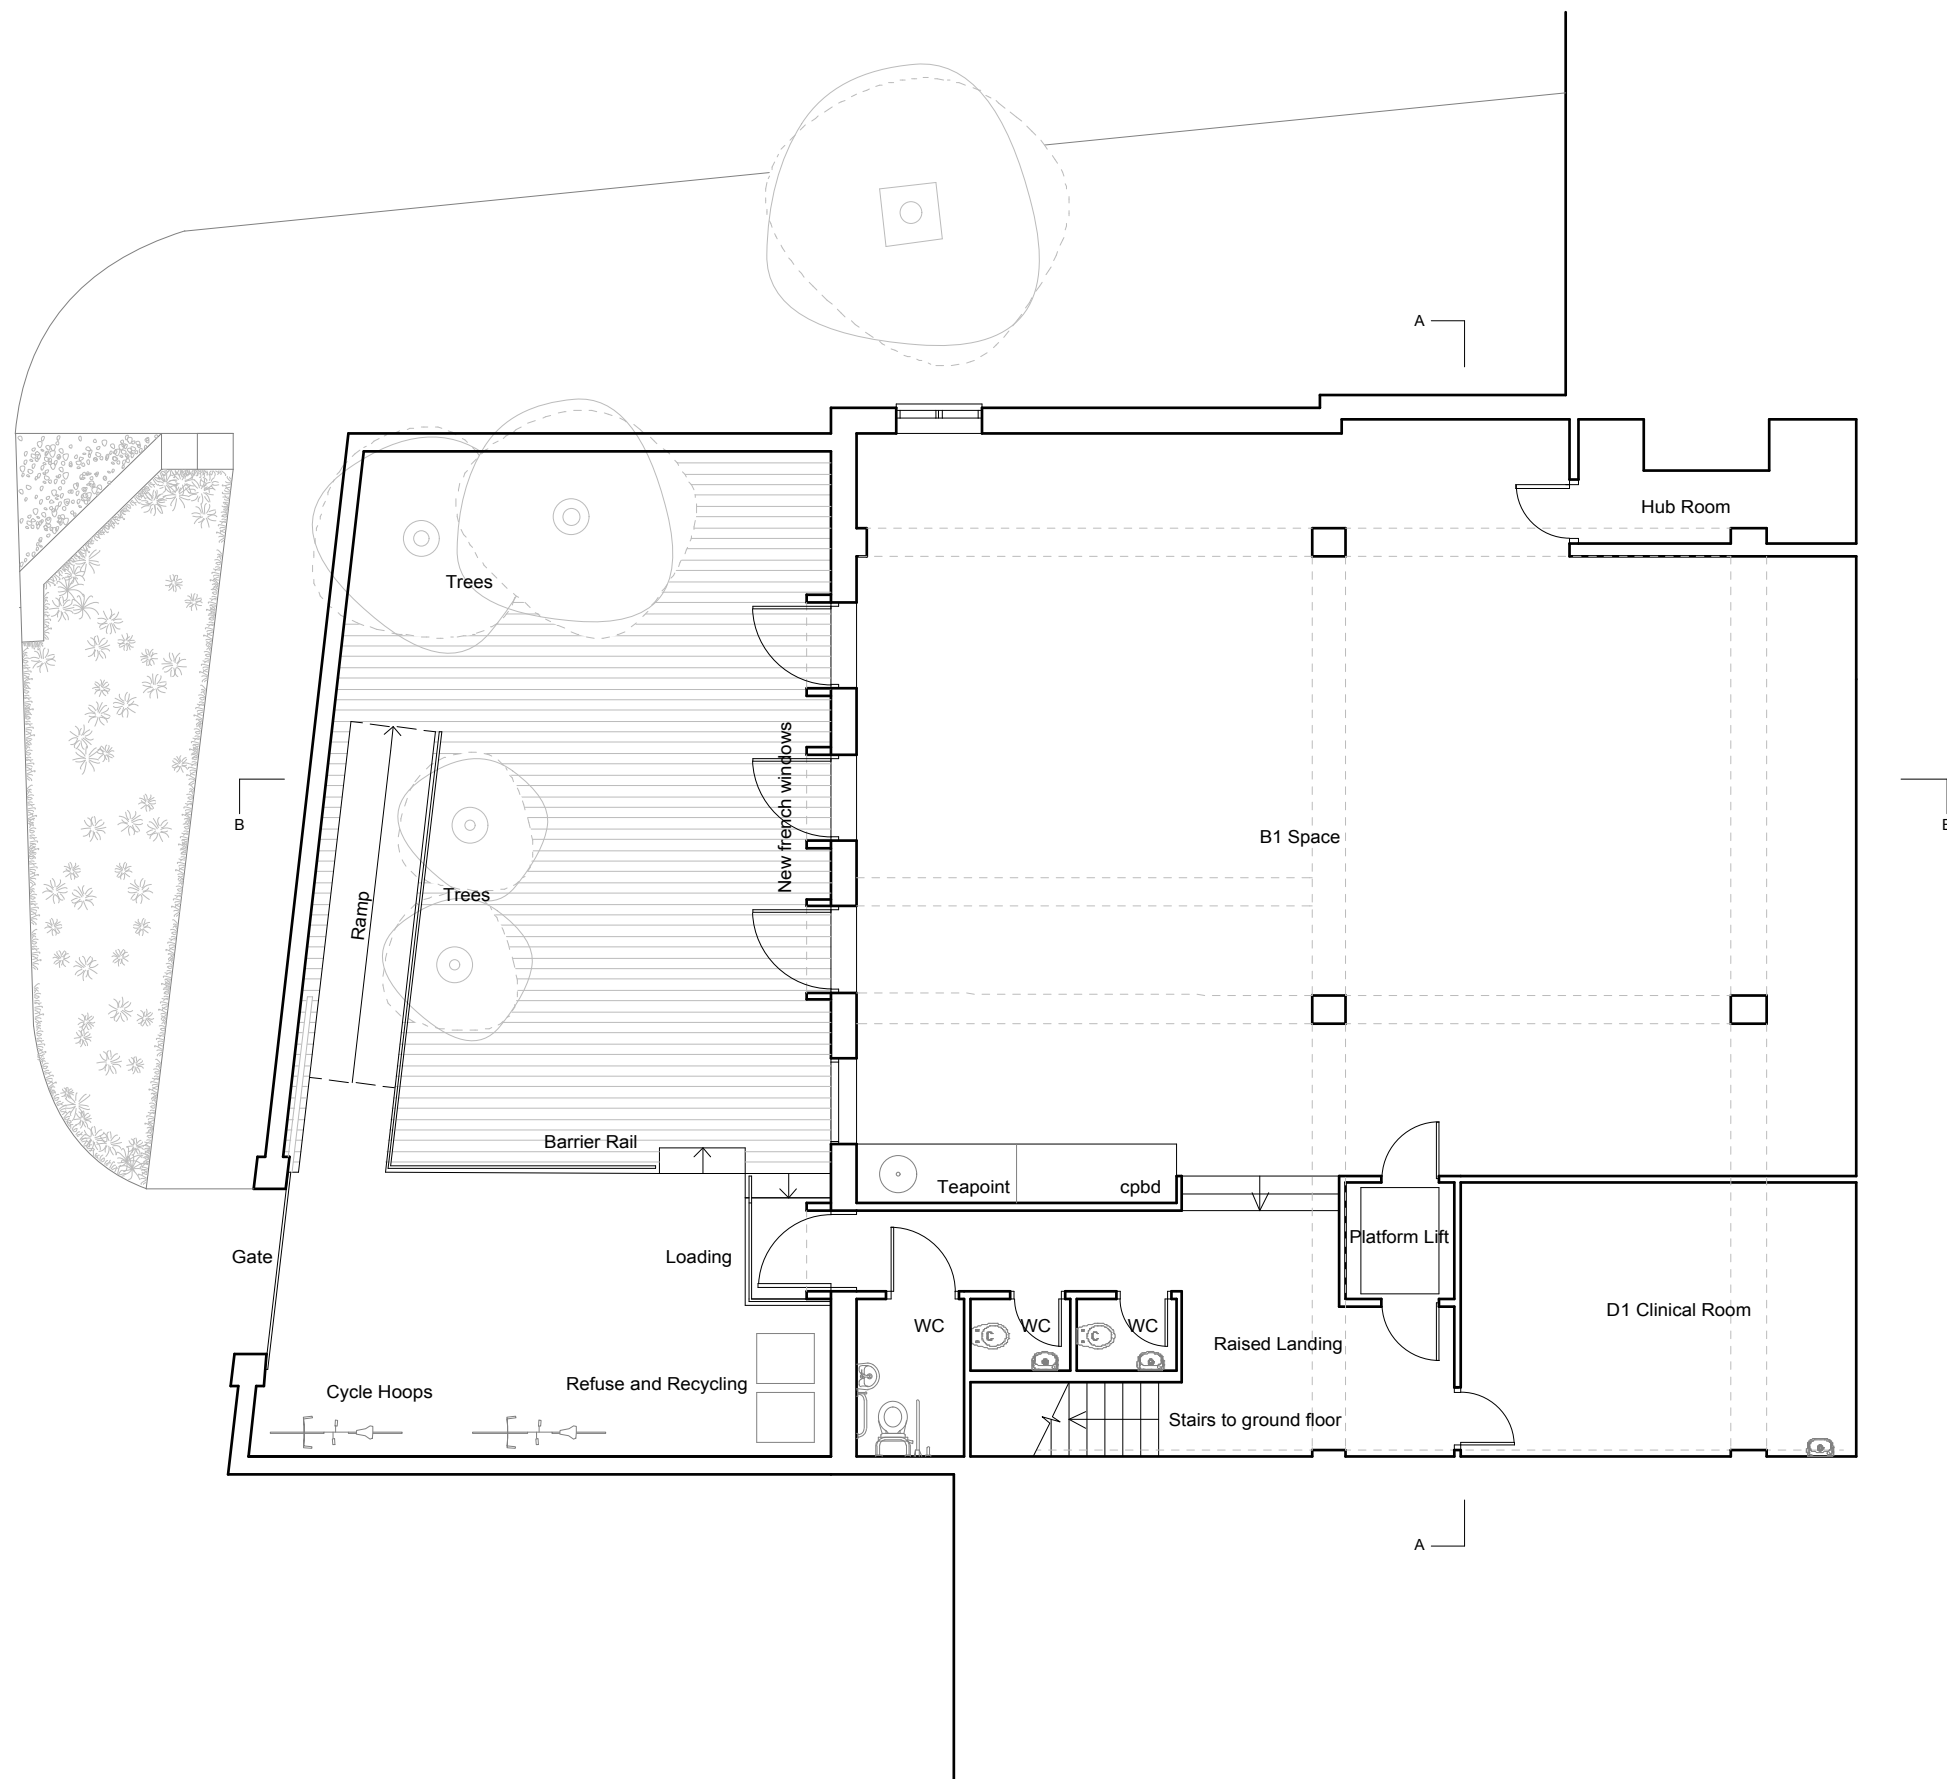 A
Hub Room
Trees
New french windows
B
B
B1 Space
Trees
Ramp
Barrier Rail
Teapoint
cpbd
Gate
Loading
Platform Lift
D1 Clinical Room
WC
WC
WC
Raised Landing
Cycle Hoops
Refuse and Recycling
Stairs to ground floor
A